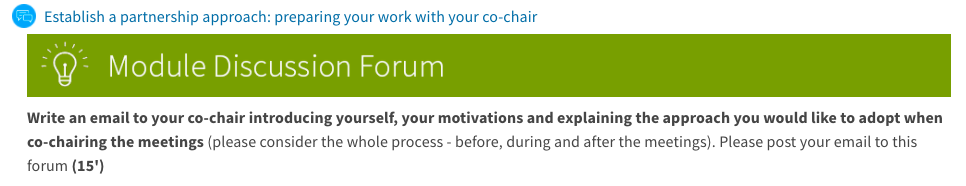 Establish a partnership approach: preparing your work with your co-chair
Module Discussion Forum
Write an email to your co-chair introducing yourself, your motivations and explaining the approach you would like to adopt when
co-chairing the meetings (please consider the whole process - before, during and after the meetings). Please post your email to this
forum (15')